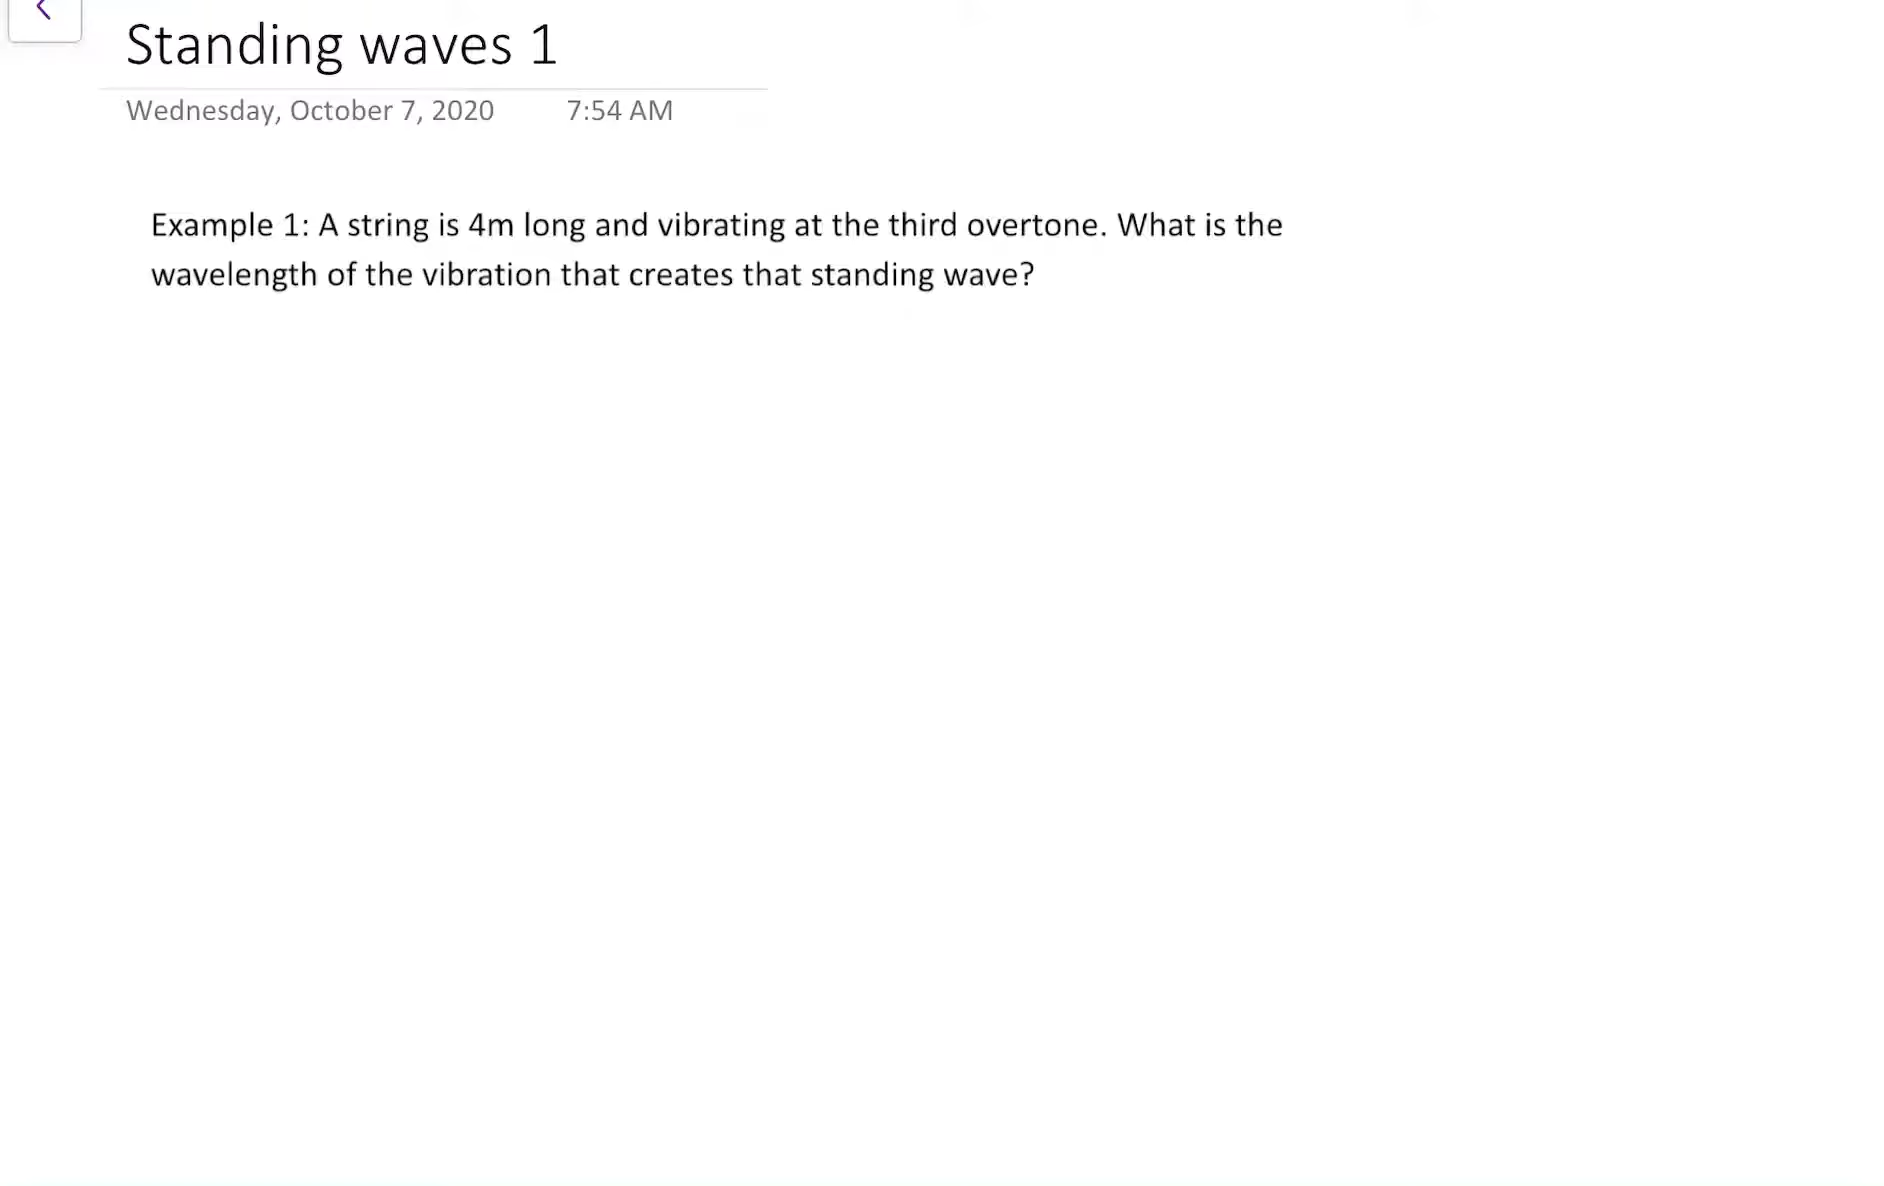 Standing waves 1
Wednesday, October 7, 2020 7:54 AM
Example 1: A string is 4m long and vibrating at the third overtone. What is the
wavelength of the vibration that creates that standing wave?